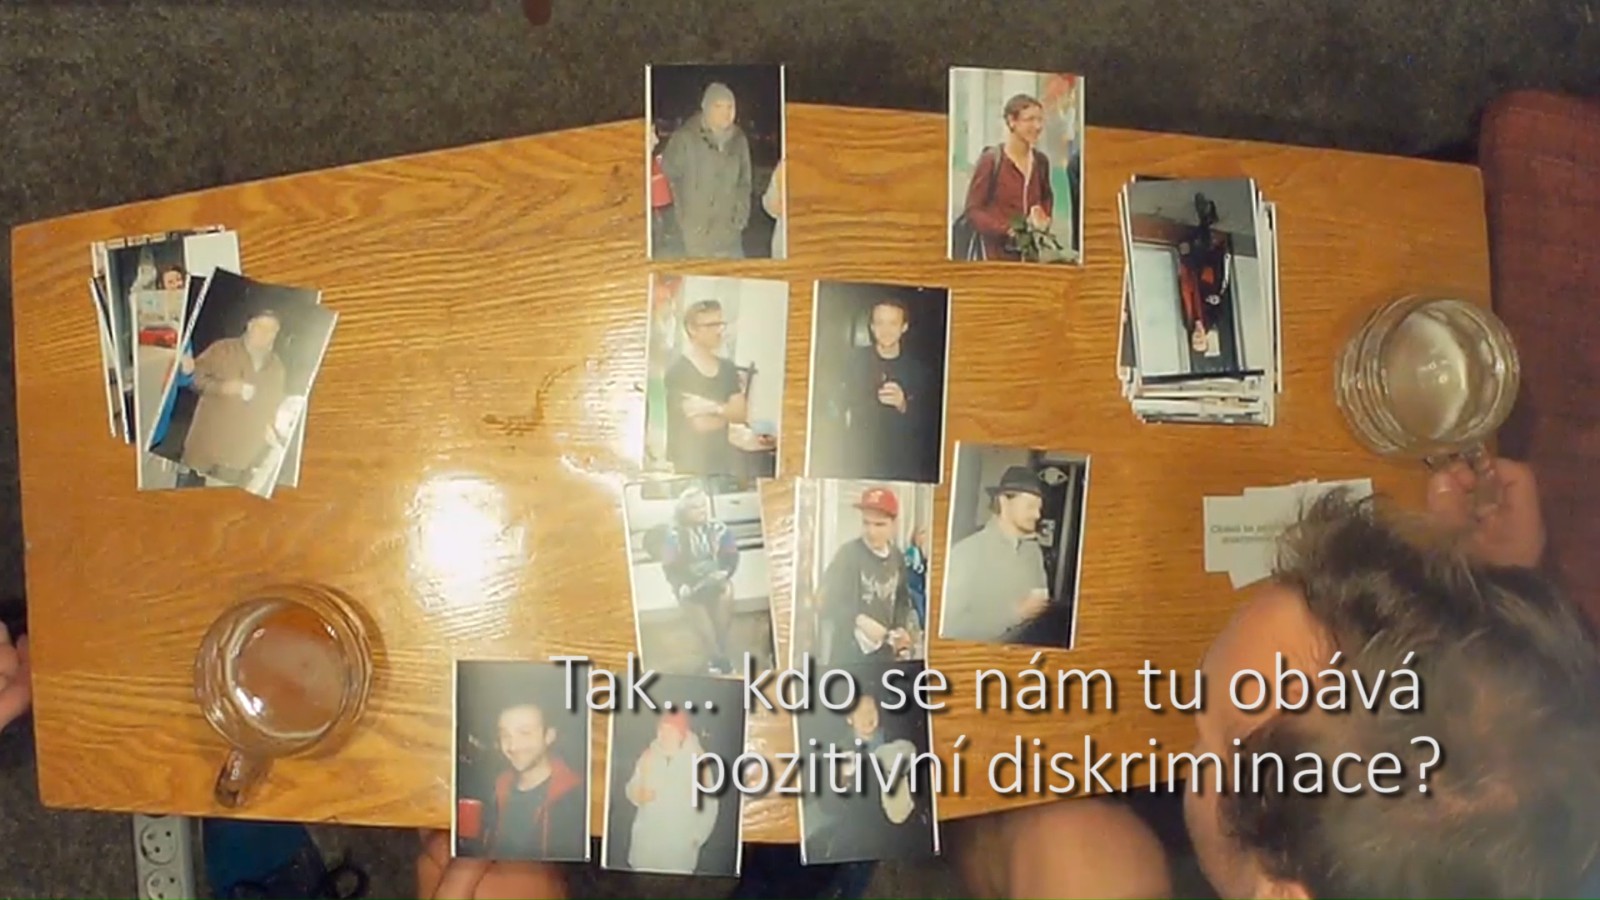 Tak... kdo se nám tu obává
pozitivní diskriminace?